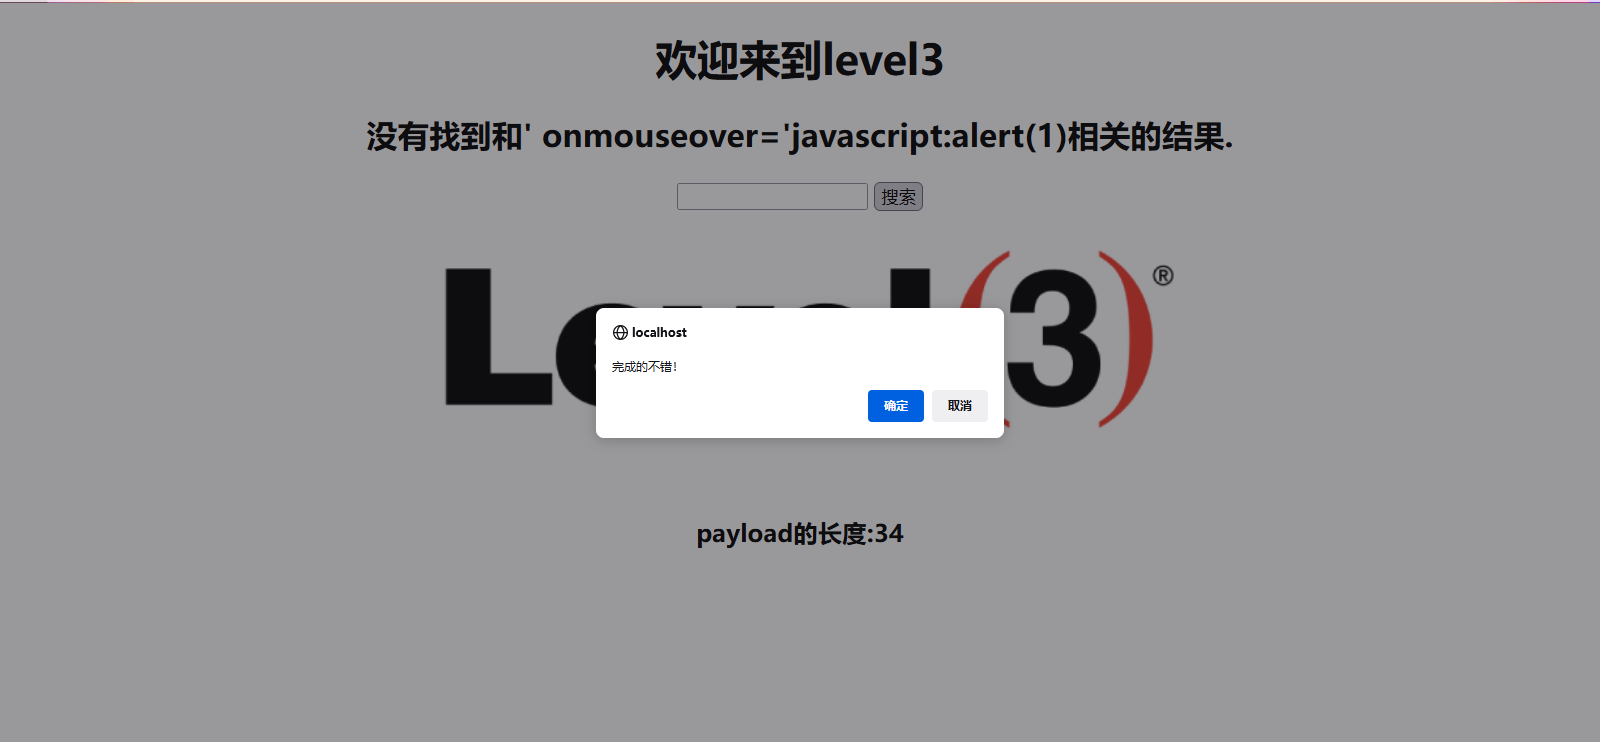 欢迎来到level3
没有找到和' onmouseover='javascript:alert(1)相关的结果.
搜索
(3)®
localhost
完成的不错!
确定 取消
payload的长度:34